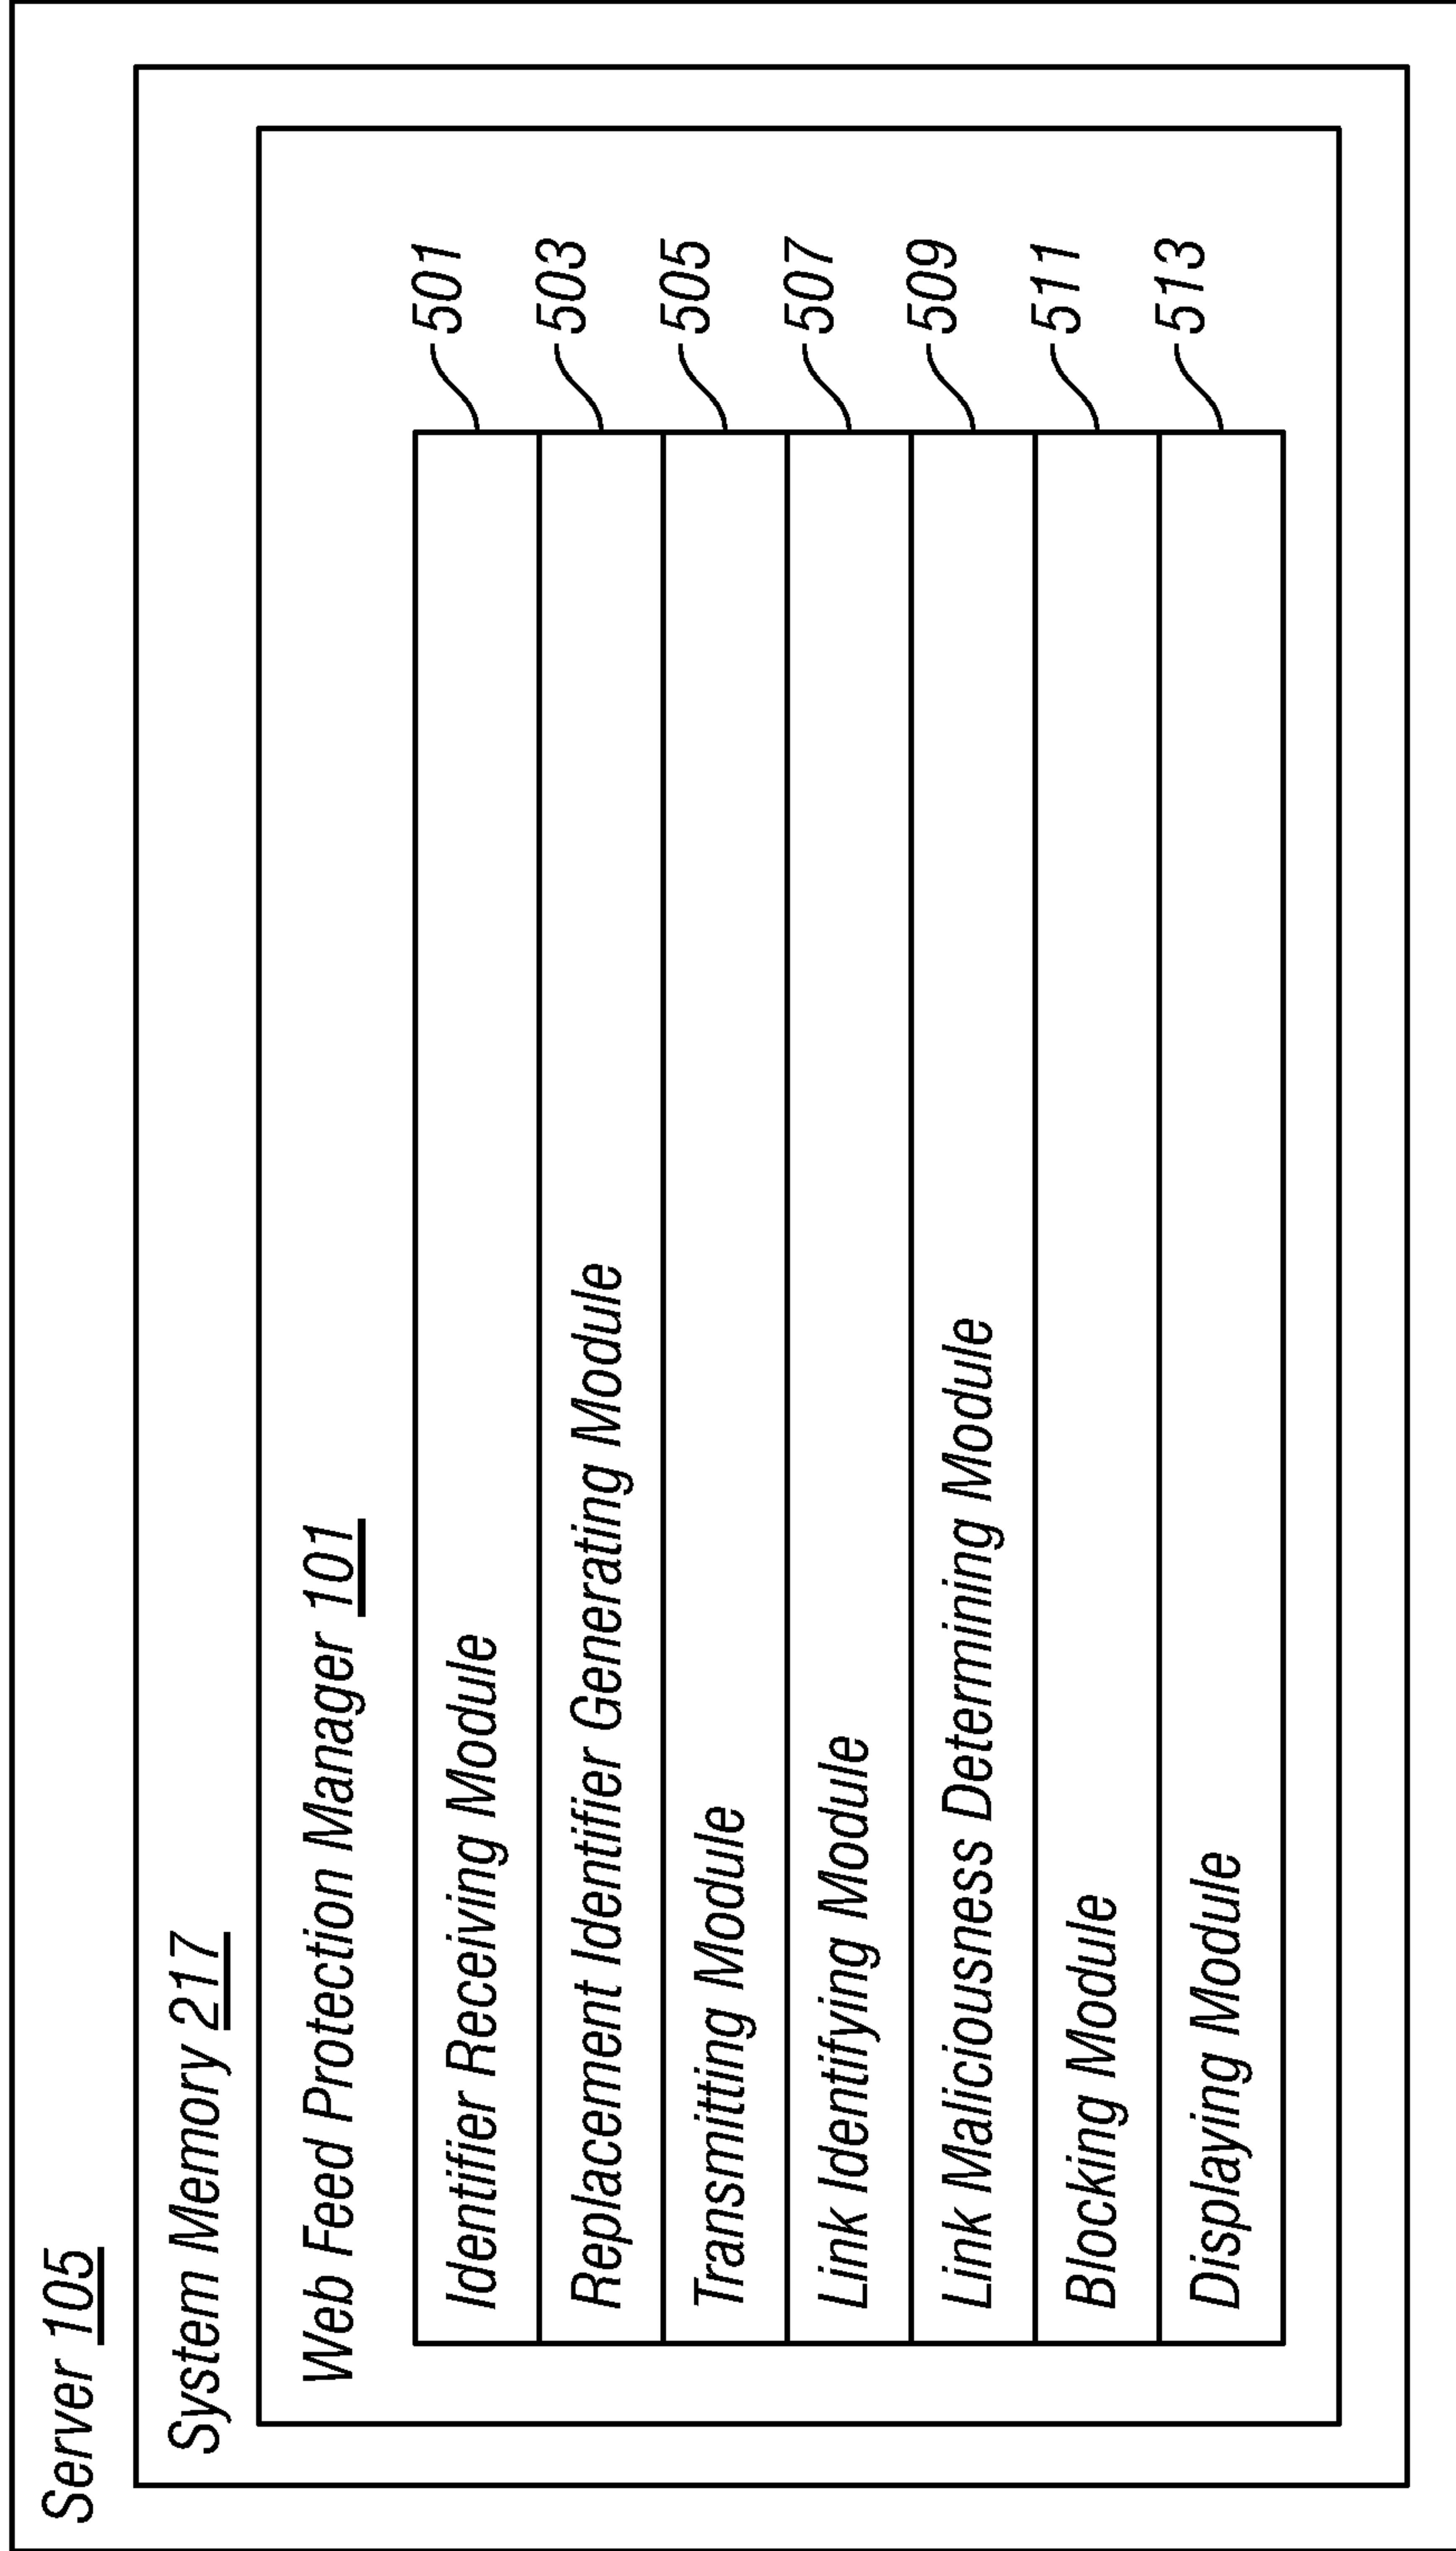 Server 105
System Memory 217
Web Feed Protection Manager 101
Identifier Receiving Module 501
Replacement Identifier Generating Module 503
Transmitting Module 505
Link Identifying Module 507
Link Maliciousness Determining Module 509
Blocking Module 511
Displaying Module 513